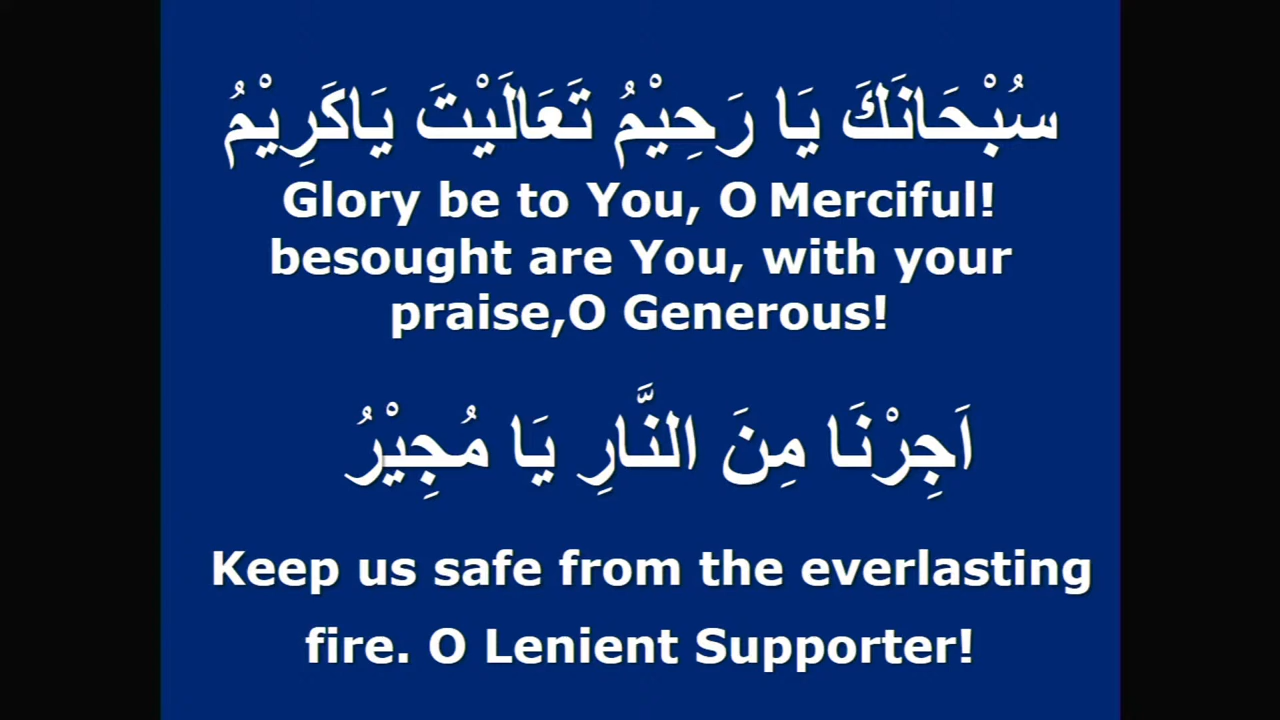 سُبْحَانَكَ يَا رَحِيْمُ تَعَالَيْتَ يَاكَرِيْمُ
Glory be to You, O Merciful!
besought are You, with your
praise,O Generous!
اَجِرْنَا مِنَ النَّارِ يَا مُجِيْرُ
Keep us safe from the everlasting
fire. O Lenient Supporter!